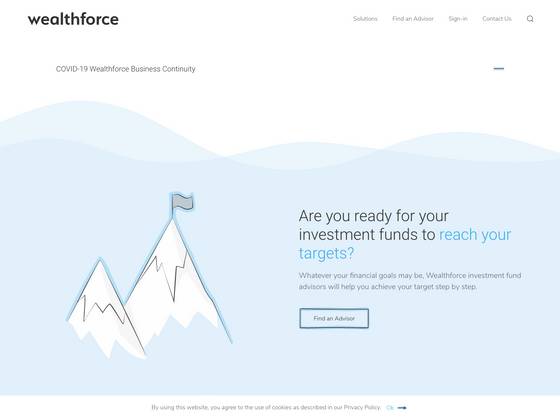 wealthforce
Solutions Find an Advisor Sign-in Contact Us
COVID-19 Wealthforce Business Continuity
Are you ready for your
investment funds to reach your
targets?
Whatever your financial goals may be, Wealthforce investment fund
advisors will help you achieve your target step by step.
Find an Advisor
By using this website, you agree to the use of cookies as described in our Privacy Policy. Ok